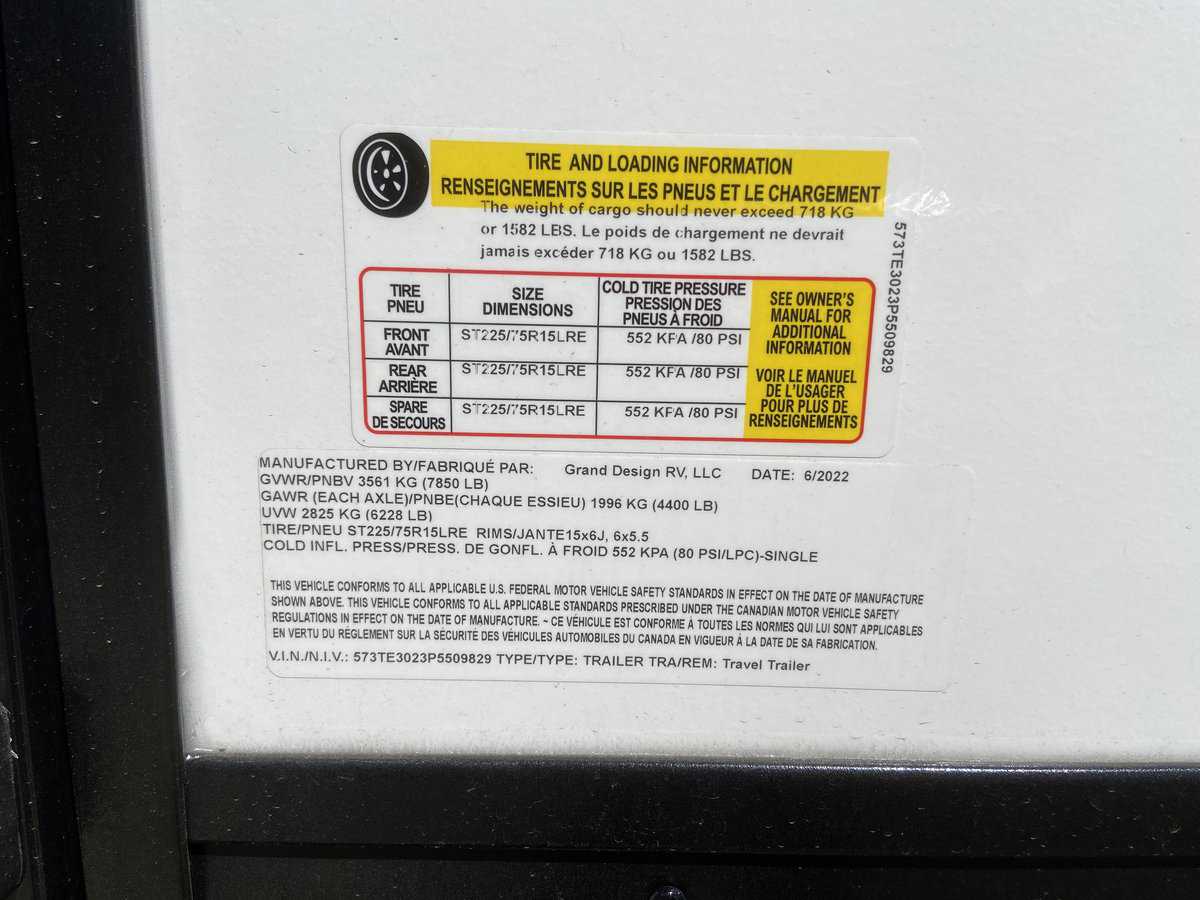 TIRE AND LOADING INFORMATION
RENSEIGNEMENTS SUR LES PNEUS ET LE CHARGEMENT
The weight of cargo should never exceed 718 KG
or 1582 LBS. Le poids de chargement ne devrait
jamais excéder 718 KG ou 1582 LBS.
573TE3023P5509829
TIRE
PNEU
SIZE
DIMENSIONS
COLD TIRE PRESSURE
PRESSION DES
PNEUS À FROID
FRONT
AVANT
ST225/75R15LRE
552 KPA /80 PSI
REAR
ARRIÈRE
ST225/75R15LRE
552 KPA /80 PSI
SPARE
DE SECOURS
ST225/75R15LRE
552 KPA /80 PSI
SEE OWNER'S
MANUAL FOR
ADDITIONAL
INFORMATION
VOIR LE MANUEL
DE L'USAGER
POUR PLUS DE
RENSEIGNEMENTS
MANUFACTURED BY/FABRIQUÉ PAR: Grand Design RV, LLC DATE: 6/2022
GVWR/PNBV 3561 KG (7850 LB)
GAWR (EACH AXLE)/PNBE(CHAQUE ESSIEU) 1996 KG (4400 LB)
UVW 2825 KG (6228 LB)
TIRE/PNEU ST225/75R15LRE RIMS/JANTE15x6J, 6x5.5
COLD INFL. PRESS/PRESS. DE GONFL. À FROID 552 KPA (80 PSI/LPC)-SINGLE
THIS VEHICLE CONFORMS TO ALL APPLICABLE U.S. FEDERAL MOTOR VEHICLE SAFETY STANDARDS IN EFFECT ON THE DATE OF MANUFACTURE
SHOWN ABOVE. THIS VEHICLE CONFORMS TO ALL APPLICABLE STANDARDS PRESCRIBED UNDER THE CANADIAN MOTOR VEHICLE SAFETY
REGULATIONS IN EFFECT ON THE DATE OF MANUFACTURE. ~ CE VÉHICULE EST CONFORME À TOUTES LES NORMES QUI LUI SONT APPLICABLES
EN VERTU DU RÉGLEMENT SUR LA SÉCURITÉ DES VÉHICULES AUTOMOBILES DU CANADA EN VIGUEUR À LA DATE DE SA FABRICATION.
V.I.N./N.I.V.: 573TE3023P5509829 TYPE/TYPE: TRAILER TRA/REM: Travel Trailer